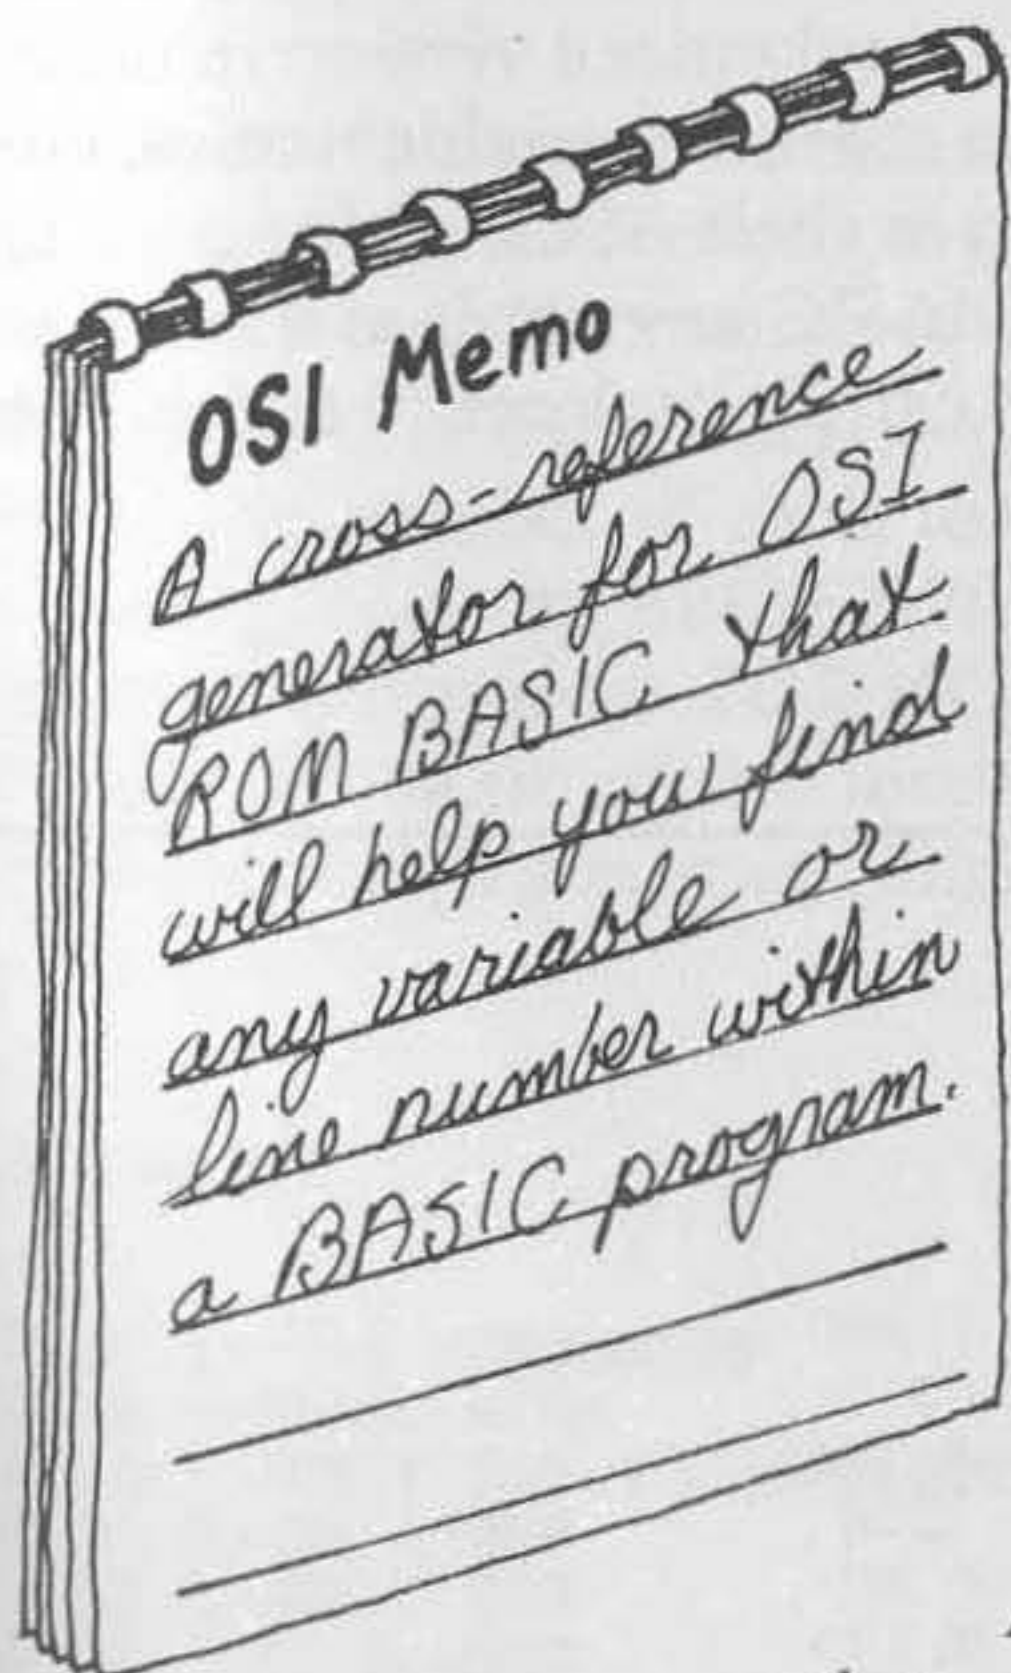 OSI Memo
A cross-reference
generator for OSI
ROM BASIC that
will help you find
any variable or
line number within
a BASIC program.